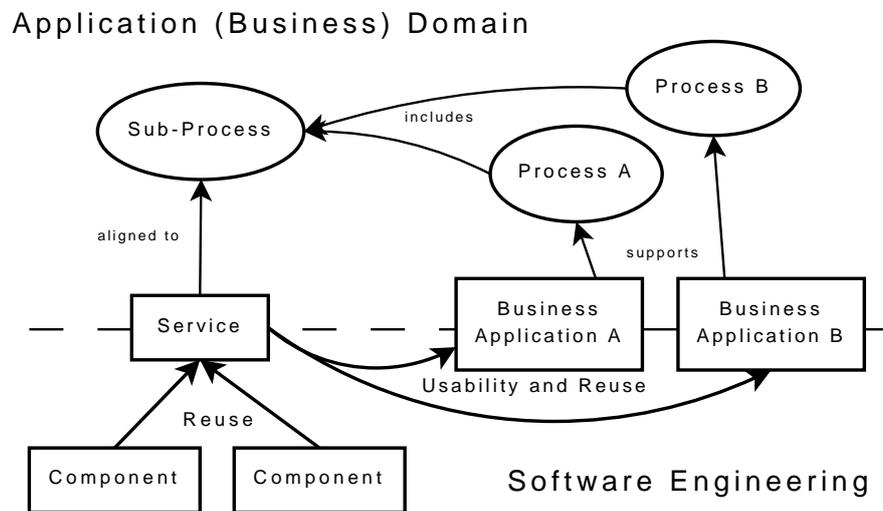 Application (Business) Domain
Process B
includes
Sub-Process
Process A
aligned to
supports
Service
Business
Application A
Business
Application B
Usability and Reuse
Reuse
Component
Component
Software Engineering